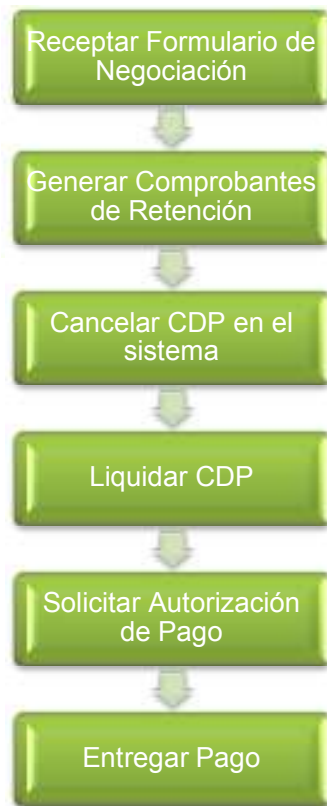 Receptar Formulario de
Negociación
Generar Comprobantes
de Retención
Cancelar CDP en el
sistema
Liquidar CDP
Solicitar Autorización
de Pago
Entregar Pago